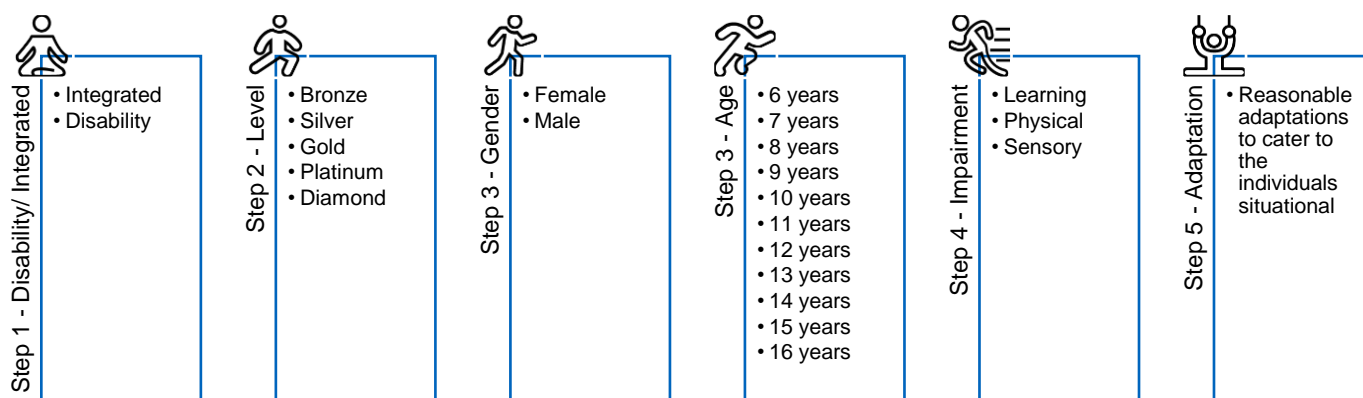 Step 1 - Disability/ Integrated
• Integrated
• Disability
Step 2 - Level
• Bronze
• Silver
• Gold
• Platinum
• Diamond
Step 3 - Gender
• Female
• Male
Step 3 - Age
• 6 years
• 7 years
• 8 years
• 9 years
• 10 years
• 11 years
• 12 years
• 13 years
• 14 years
• 15 years
• 16 years
Step 4 - Impairment
• Learning
• Physical
• Sensory
Step 5 - Adaptation
• Reasonable
adaptations
to cater to
the
individuals
situational